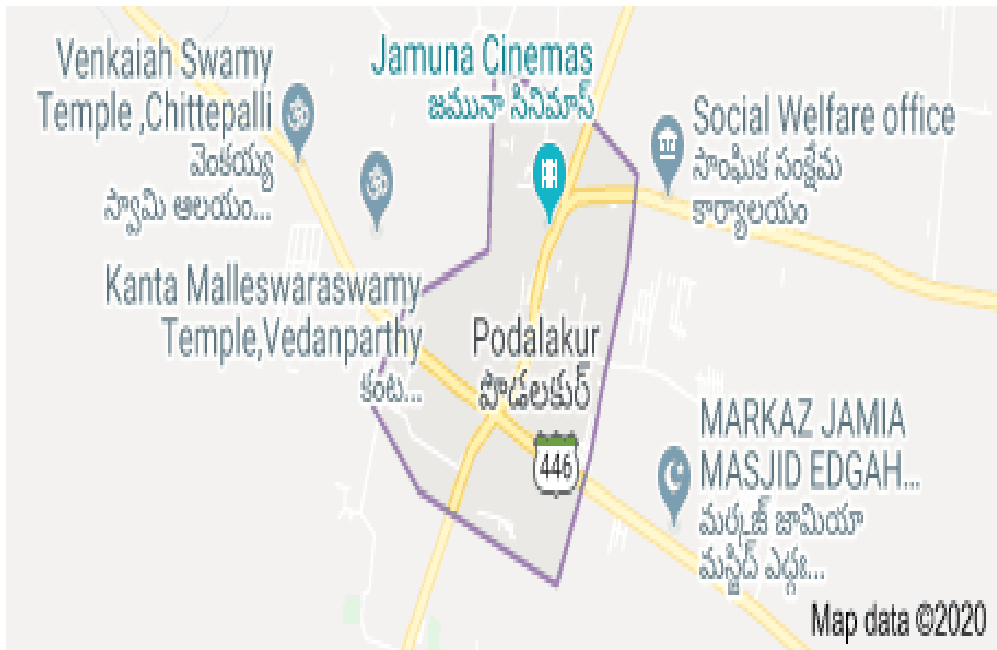 Venkaiah Swamy
Temple ,Chittepalli
వెంకయ్య
స్వామి ఆలయం...
Jamuna Cinemas
జమునా సినిమాస్
Social Welfare office
సాంఘిక సంక్షేమ
కార్యాలయం
Kanta Malleswaraswamy
Temple,Vedanparthy
కంట...
Podalakur
పొదలకుర్
446
MARKAZ JAMIA
MASJID EDGAH...
మర్కజ్ జామియా
మస్జిద్ ఎడ్గః...
Map data ©2020